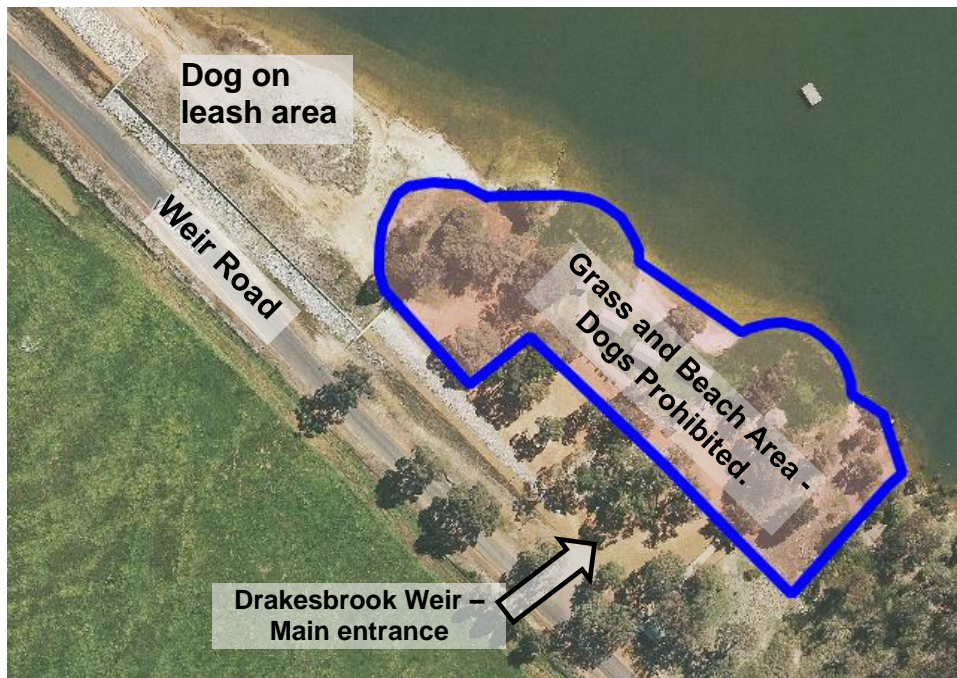 Dog on
leash area
Weir Road
Grass and Beach Area -
Dogs Prohibited.
Drakesbrook Weir –
Main entrance